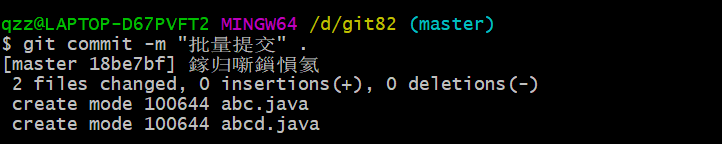 qzz@LAPTOP-D67PVFT2 MINGW64 /d/git82 (master)
$ git commit -m "批量提交" .
[master 18be7bf] 鎵归噺鎻愪氦
 2 files changed, 0 insertions(+), 0 deletions(-)
 create mode 100644 abc.java
 create mode 100644 abcd.java